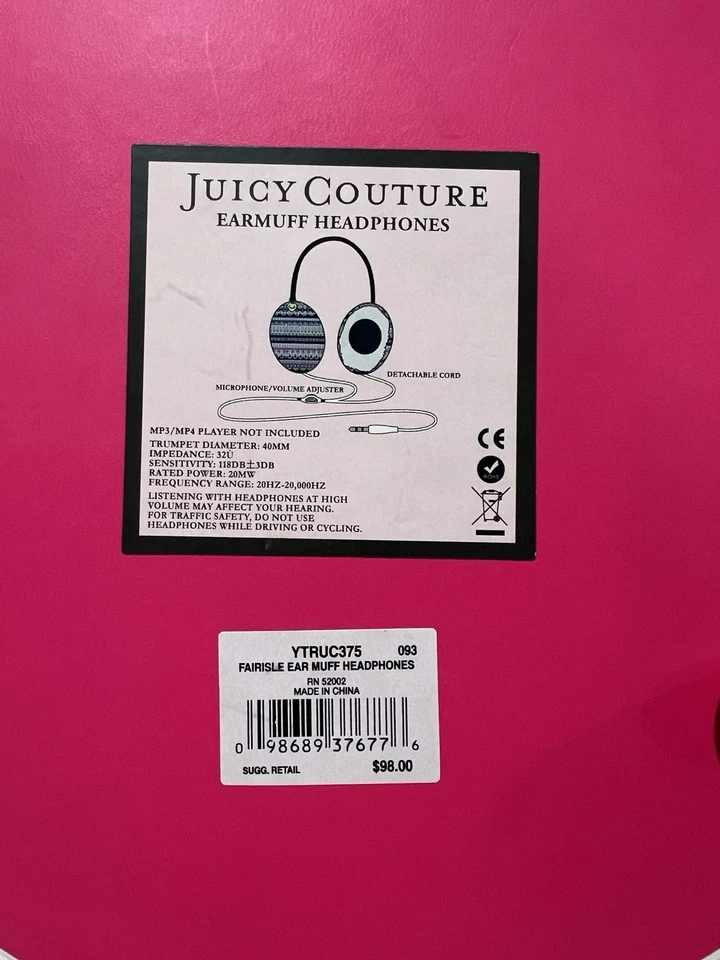 JUICY COUTURE
EARMUFF HEADPHONES
DETACHABLE CORD
MICROPHONE/VOLUME ADJUSTER
MP3/MP4 PLAYER NOT INCLUDED
TRUMPET DIAMETER: 40MM
IMPEDANCE: 32Ù
SENSITIVITY: 118DB±3DB
RATED POWER: 20MW
FREQUENCY RANGE: 20HZ-20,000HZ
LISTENING WITH HEADPHONES AT HIGH
VOLUME MAY AFFECT YOUR HEARING.
FOR TRAFFIC SAFETY, DO NOT USE
HEADPHONES WHILE DRIVING OR CYCLING.
CE
ROHS
YTRUC375 093
FAIRISLE EAR MUFF HEADPHONES
RN 52002
MADE IN CHINA
0 98689 37677 6
SUGG. RETAIL $98.00